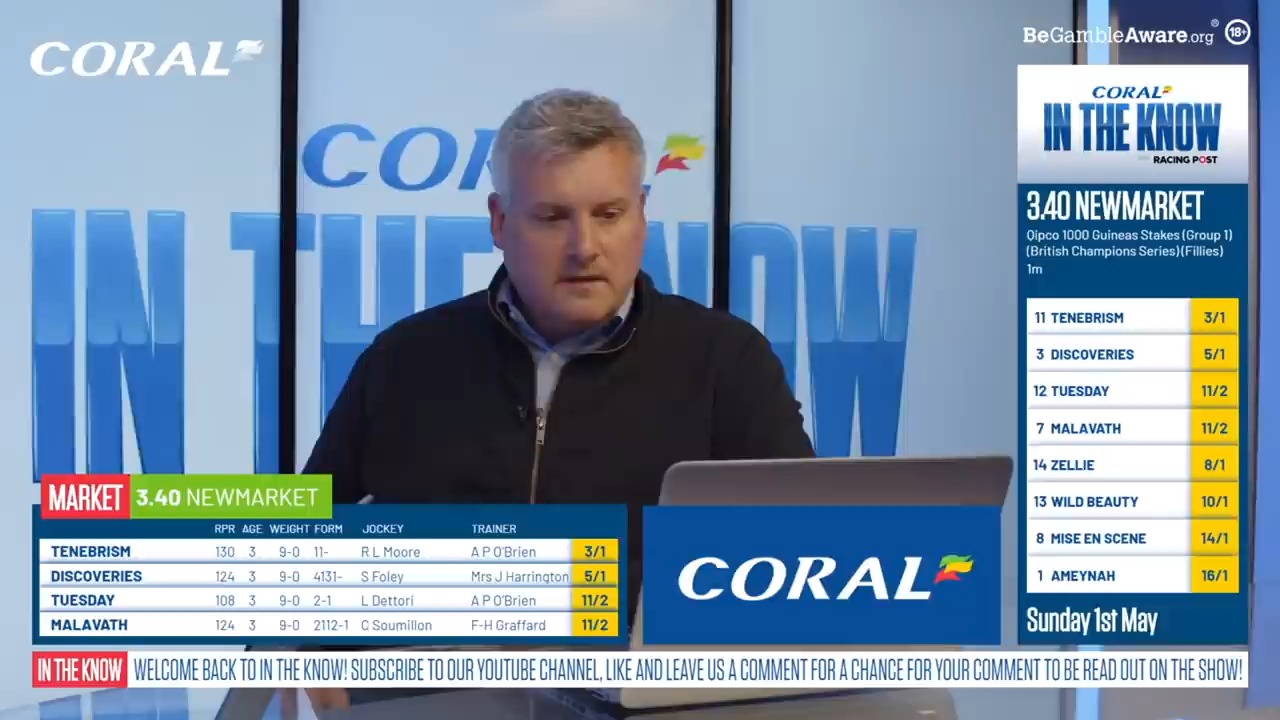 CORAL
BeGambleAware.org® 18+
CORAL
IN THE KNOW
CORAL
IN THE KNOW
RACING POST
3.40 NEWMARKET
Qipco 1000 Guineas Stakes (Group 1)
(British Champions Series) (Fillies)
1m
11 TENEBRISM 3/1
3 DISCOVERIES 5/1
12 TUESDAY 11/2
7 MALAVATH 11/2
14 ZELLIE 8/1
13 WILD BEAUTY 10/1
8 MISE EN SCENE 14/1
1 AMEYNAH 16/1
Sunday 1st May
MARKET 3.40 NEWMARKET
RPR AGE WEIGHT FORM JOCKEY TRAINER
TENEBRISM 130 3 9-0 11- R L Moore A P O'Brien 3/1
DISCOVERIES 124 3 9-0 4131- S Foley Mrs J Harrington 5/1
TUESDAY 108 3 9-0 2-1 L Dettori A P O'Brien 11/2
MALAVATH 124 3 9-0 2112-1 C Soumillon F-H Graffard 11/2
CORAL
IN THE KNOW WELCOME BACK TO IN THE KNOW! SUBSCRIBE TO OUR YOUTUBE CHANNEL, LIKE AND LEAVE US A COMMENT FOR A CHANCE FOR YOUR COMMENT TO BE READ OUT ON THE SHOW!